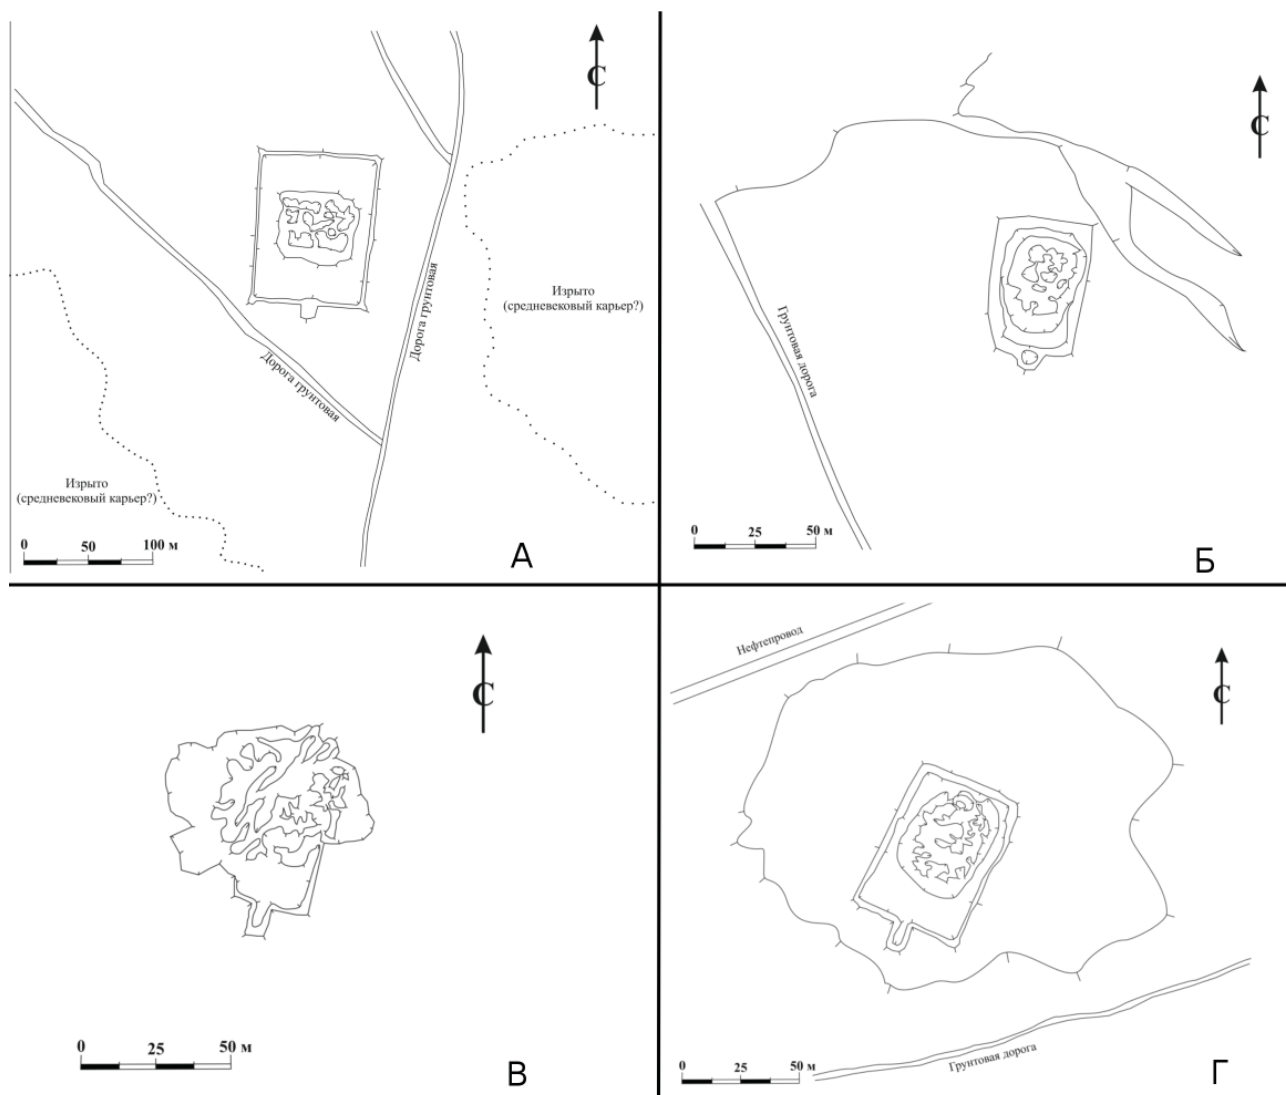 С
Дорога грунтовая
Дорога грунтовая
Изрыто
(средневековый карьер?)
Изрыто
(средневековый карьер?)
0 50 100 м
А
С
Грунтовая дорога
0 25 50 м
Б
С
0 25 50 м
В
Нефтепровод
С
Грунтовая дорога
0 25 50 м
Г